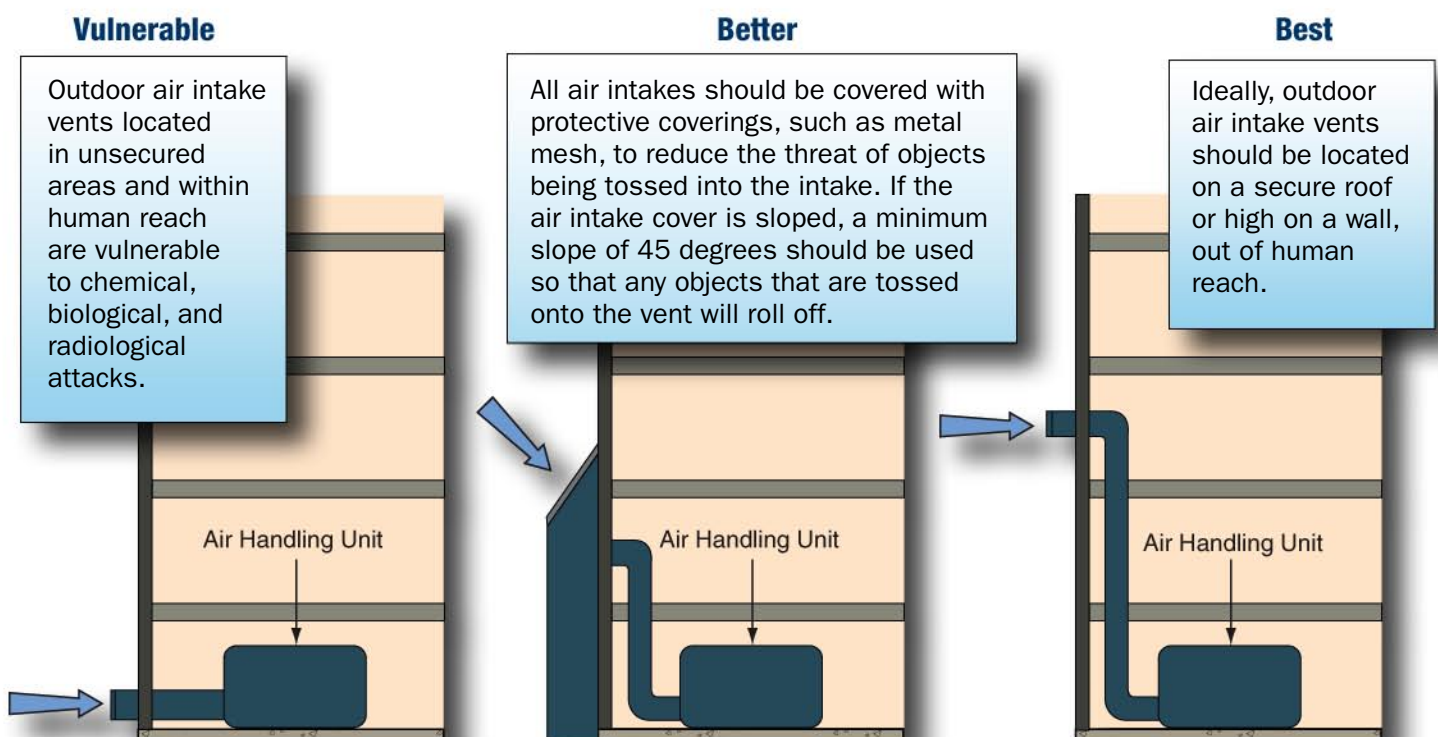 Vulnerable
Outdoor air intake
vents located
in unsecured
areas and within
human reach
are vulnerable
to chemical,
biological, and
radiological
attacks.
Air Handling Unit
Better
All air intakes should be covered with
protective coverings, such as metal
mesh, to reduce the threat of objects
being tossed into the intake. If the
air intake cover is sloped, a minimum
slope of 45 degrees should be used
so that any objects that are tossed
onto the vent will roll off.
Air Handling Unit
Best
Ideally, outdoor
air intake vents
should be located
on a secure roof
or high on a wall,
out of human
reach.
Air Handling Unit